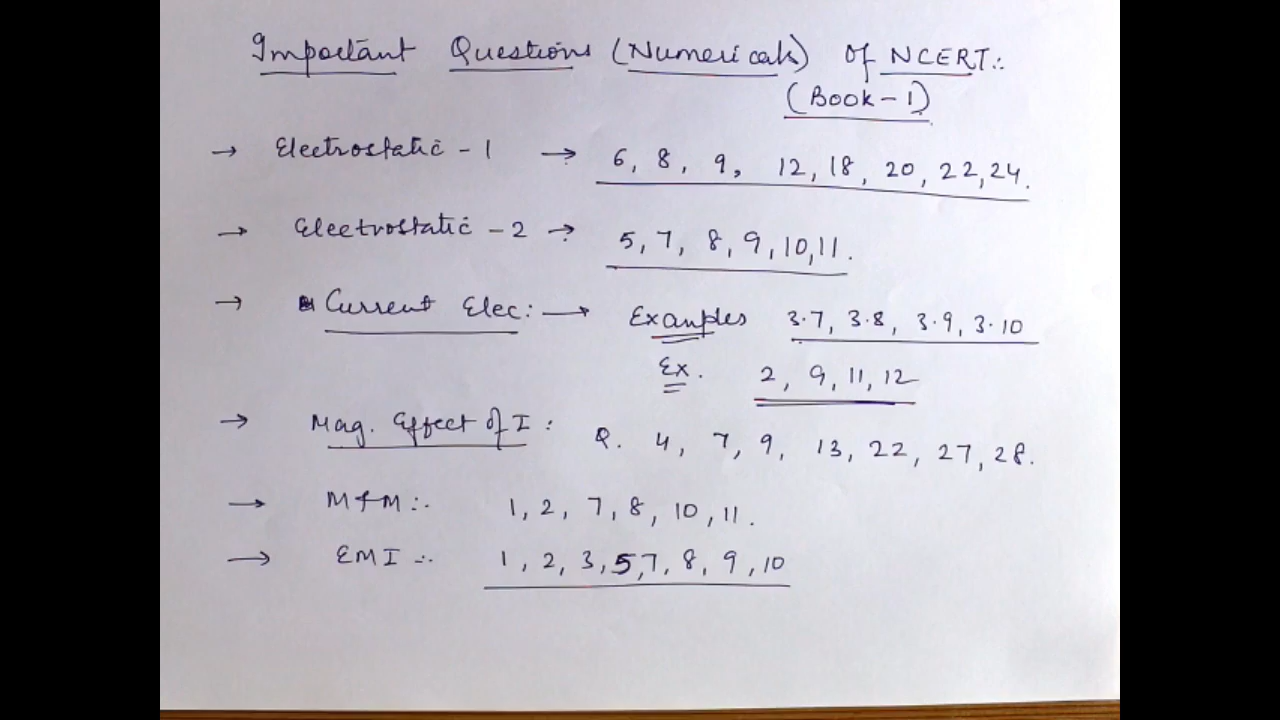 Important Questions (Numericals) Of NCERT:.
(Book - 1)
→ Electrostatic - 1 → 6, 8, 9, 12, 18, 20, 22, 24.
→ Electrostatic - 2 → 5, 7, 8, 9, 10, 11.
→ Current Elec: → Examples 3.7, 3.8, 3.9, 3.10
Ex. 2, 9, 11, 12
→ Mag. Effect of I : Q. 4, 7, 9, 13, 22, 27, 28.
→ M & M:. 1, 2, 7, 8, 10, 11.
→ EMI :. 1, 2, 3, 5, 7, 8, 9, 10